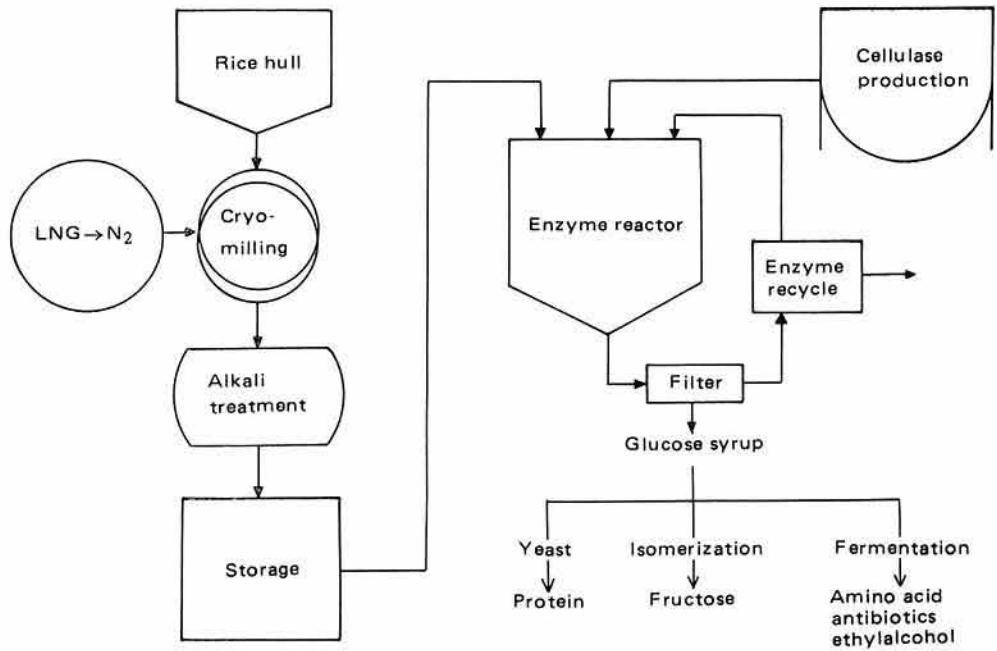 Rice hull
LNG→N₂
Cryo-
milling
Alkali
treatment
Storage
Cellulase
production
Enzyme reactor
Enzyme
recycle
Filter
Glucose syrup
Yeast
Protein
Isomerization
Fructose
Fermentation
Amino acid
antibiotics
ethylalcohol